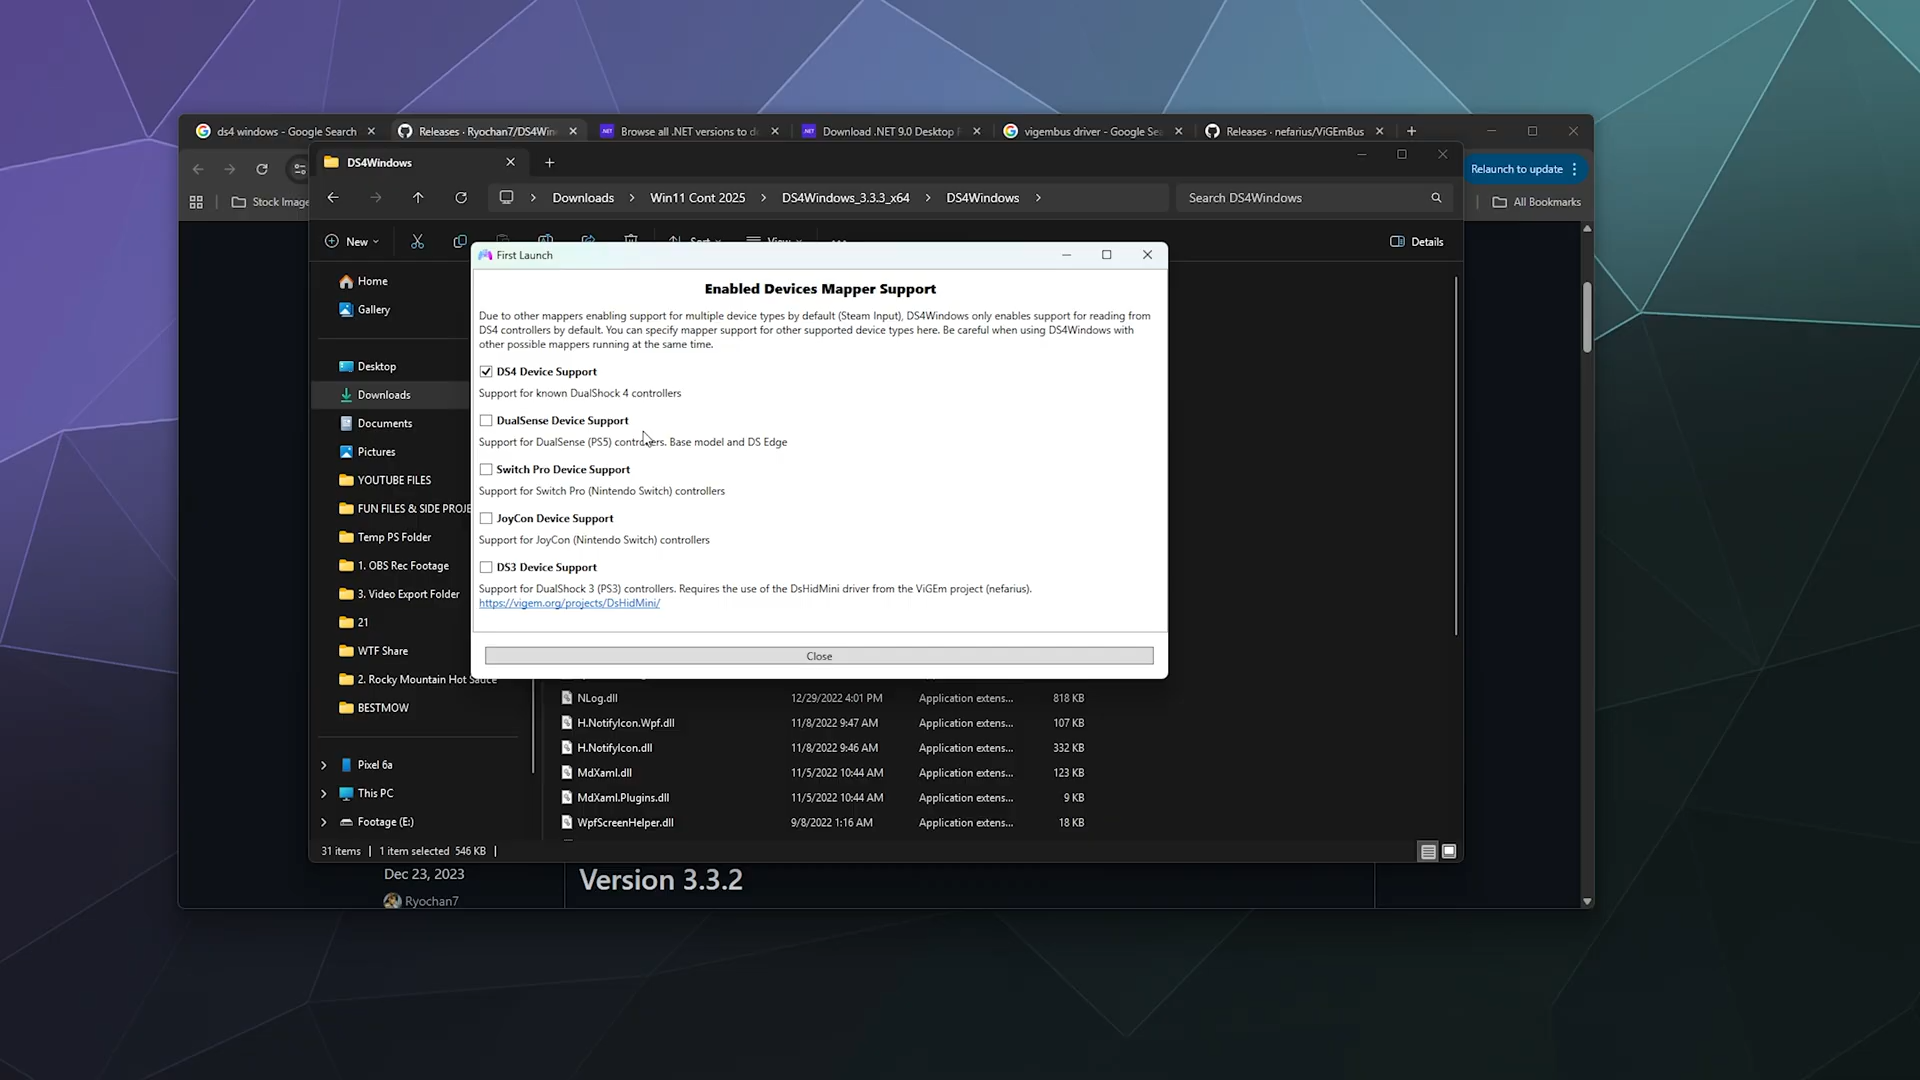 ds4 windows - Google Search
Releases · Ryochan7/DS4Win
Browse all .NET versions to do
Download .NET 9.0 Desktop
vigembus driver - Google Sea
Releases · nefarius/ViGEmBus
DS4Windows
Relaunch to update
Stock Image
All Bookmarks
Downloads
Win11 Cont 2025
DS4Windows_3.3.3_x64
DS4Windows
Search DS4Windows
New
Sort
View
Details
Home
Gallery
Desktop
Downloads
Documents
Pictures
YOUTUBE FILES
FUN FILES & SIDE PROJE
Temp PS Folder
1. OBS Rec Footage
3. Video Export Folder
21
WTF Share
2. Rocky Mountain Hot Sauce
BESTMOW
Pixel 6a
This PC
Footage (E:)
First Launch
Enabled Devices Mapper Support
Due to other mappers enabling support for multiple device types by default (Steam Input), DS4Windows only enables support for reading from
DS4 controllers by default. You can specify mapper support for other supported device types here. Be careful when using DS4Windows with
other possible mappers running at the same time.
DS4 Device Support
Support for known DualShock 4 controllers
DualSense Device Support
Support for DualSense (PS5) controllers. Base model and DS Edge
Switch Pro Device Support
Support for Switch Pro (Nintendo Switch) controllers
JoyCon Device Support
Support for JoyCon (Nintendo Switch) controllers
DS3 Device Support
Support for DualShock 3 (PS3) controllers. Requires the use of the DsHidMini driver from the ViGEm project (nefarius).
https://vigem.org/projects/DsHidMini/
Close
NLog.dll 12/29/2022 4:01 PM Application extens... 818 KB
H.NotifyIcon.Wpf.dll 11/8/2022 9:47 AM Application extens... 107 KB
H.NotifyIcon.dll 11/8/2022 9:46 AM Application extens... 332 KB
MdXaml.dll 11/5/2022 10:44 AM Application extens... 123 KB
MdXaml.Plugins.dll 11/5/2022 10:44 AM Application extens... 9 KB
WpfScreenHelper.dll 9/8/2022 1:16 AM Application extens... 18 KB
31 items
1 item selected 546 KB
Dec 23, 2023
Ryochan7
Version 3.3.2